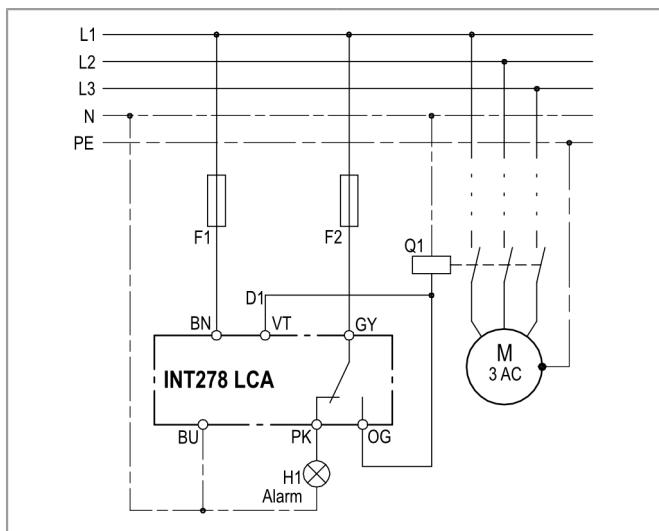 L1
L2
L3
N
PE
F1
F2
Q1
D1
BN
VT
GY
INT278 LCA
M
3 AC
BU
PK
OG
H1
Alarm